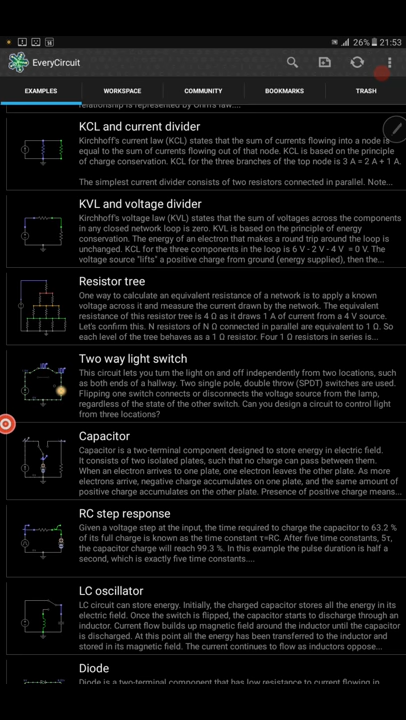 26% 21:53
EveryCircuit
EXAMPLES WORKSPACE COMMUNITY BOOKMARKS TRASH
relationship is represented by Ohm's law....
KCL and current divider
Kirchhoff's current law (KCL) states that the sum of currents flowing into a node is
equal to the sum of currents flowing out of that node. KCL is based on the principle
of charge conservation. KCL for the three branches of the top node is 3 A = 2 A + 1 A.
The simplest current divider consists of two resistors connected in parallel. Note...
KVL and voltage divider
Kirchhoff's voltage law (KVL) states that the sum of voltages across the components
in any closed network loop is zero. KVL is based on the principle of energy
conservation. The energy of an electron that makes a round trip around the loop is
unchanged. KCL for the three components in the loop is 6 V - 2 V - 4 V = 0 V. The
voltage source "lifts" a positive charge from ground (energy supplied), then the...
Resistor tree
One way to calculate an equivalent resistance of a network is to apply a known
voltage across it and measure the current drawn by the network. The equivalent
resistance of this resistor tree is 4 Ω as it draws 1 A of current from a 4 V source.
Let's confirm this. N resistors of N Ω connected in parallel are equivalent to 1 Ω. So
each level of the tree behaves as a 1 Ω resistor. Four 1 Ω resistors in series is...
Two way light switch
This circuit lets you turn the light on and off independently from two locations, such
as both ends of a hallway. Two single pole, double throw (SPDT) switches are used.
Flipping one switch connects or disconnects the voltage source from the lamp,
regardless of the state of the other switch. Can you design a circuit to control light
from three locations?
Capacitor
Capacitor is a two-terminal component designed to store energy in electric field.
It consists of two isolated plates, such that no charge can pass between them.
When an electron arrives to one plate, one electron leaves the other plate. As more
electrons arrive, negative charge accumulates on one plate, and the same amount of
positive charge accumulates on the other plate. Presence of positive charge means...
RC step response
Given a voltage step at the input, the time required to charge the capacitor to 63.2 %
of its full charge is known as the time constant τ=RC. After five time constants, 5τ,
the capacitor charge will reach 99.3 %. In this example the pulse duration is half a
second, which is exactly five time constants....
LC oscillator
LC circuit can store energy. Initially, the charged capacitor stores all the energy in its
electric field. Once the switch is flipped, the capacitor starts to discharge through an
inductor. Current flow builds up magnetic field around the inductor until the capacitor
is discharged. At this point all the energy has been transferred to the inductor and
stored in its magnetic field. The current continues to flow as inductors oppose...
Diode
Diode is a two-terminal component that has low resistance to current flowing in